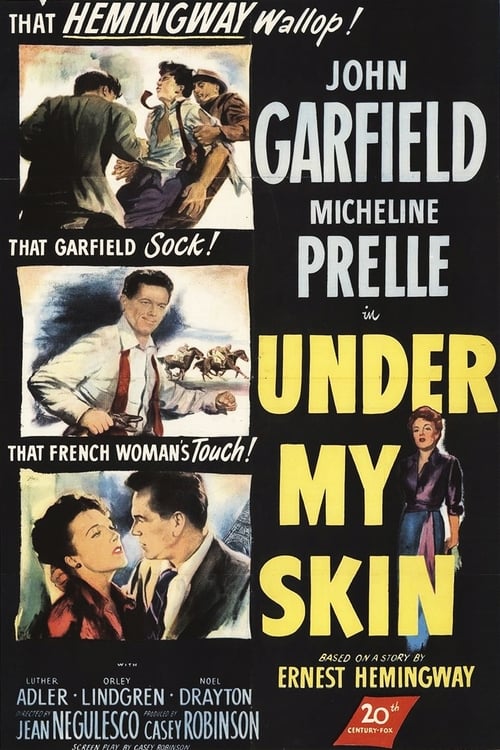 THAT HEMINGWAY Wallop!
THAT GARFIELD Sock!
THAT FRENCH WOMAN'S Touch!
JOHN
GARFIELD
MICHELINE
PRELLE
in
UNDER
MY
SKIN
BASED ON A STORY BY
ERNEST HEMINGWAY
WITH
LUTHER ADLER · ORLEY LINDGREN · NOEL DRAYTON
DIRECTED BY JEAN NEGULESCO PRODUCED BY CASEY ROBINSON
SCREEN PLAY BY CASEY ROBINSON
20th
CENTURY-FOX